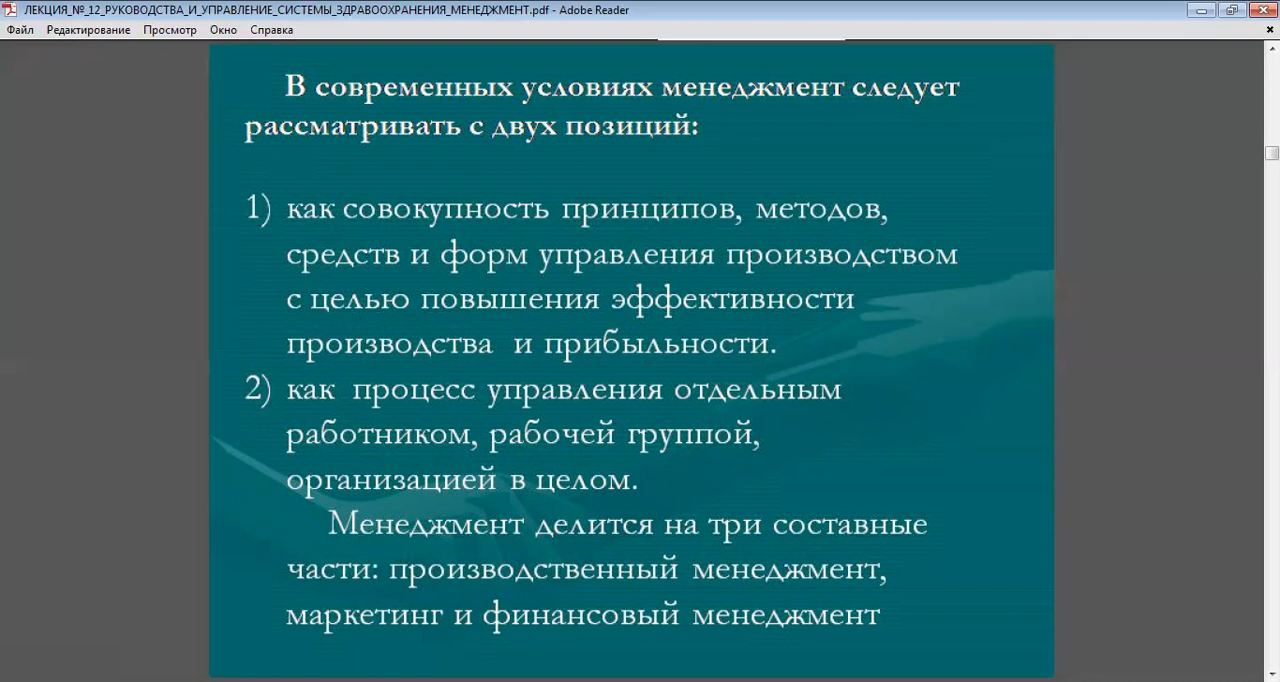 ЛЕКЦИЯ_№_12_РУКОВОДСТВА_И_УПРАВЛЕНИЕ_СИСТЕМЫ_ЗДРАВООХРАНЕНИЯ_МЕНЕДЖМЕНТ.pdf - Adobe Reader
Файл Редактирование Просмотр Окно Справка
В современных условиях менеджмент следует
рассматривать с двух позиций:
1) как совокупность принципов, методов,
средств и форм управления производством
с целью повышения эффективности
производства и прибыльности.
2) как процесс управления отдельным
работником, рабочей группой,
организацией в целом.
Менеджмент делится на три составные
части: производственный менеджмент,
маркетинг и финансовый менеджмент